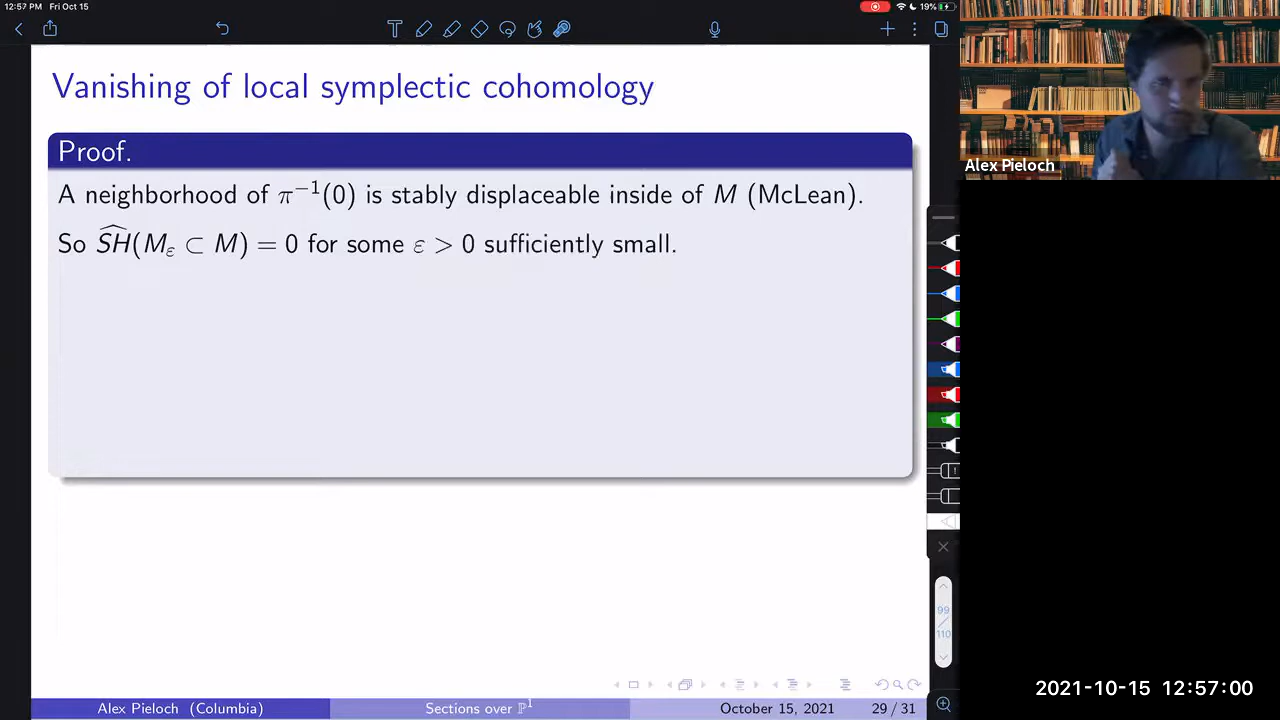 12:57 PM Fri Oct 15
19%
T
Vanishing of local symplectic cohomology
Alex Pieloch
Proof.
A neighborhood of π⁻¹(0) is stably displaceable inside of M (McLean).
So \widehat{SH}(M_ε ⊂ M) = 0 for some ε > 0 sufficiently small.
99
/
110
2021-10-15 12:57:00
Alex Pieloch (Columbia)
Sections over ℙ¹
October 15, 2021
29 / 31